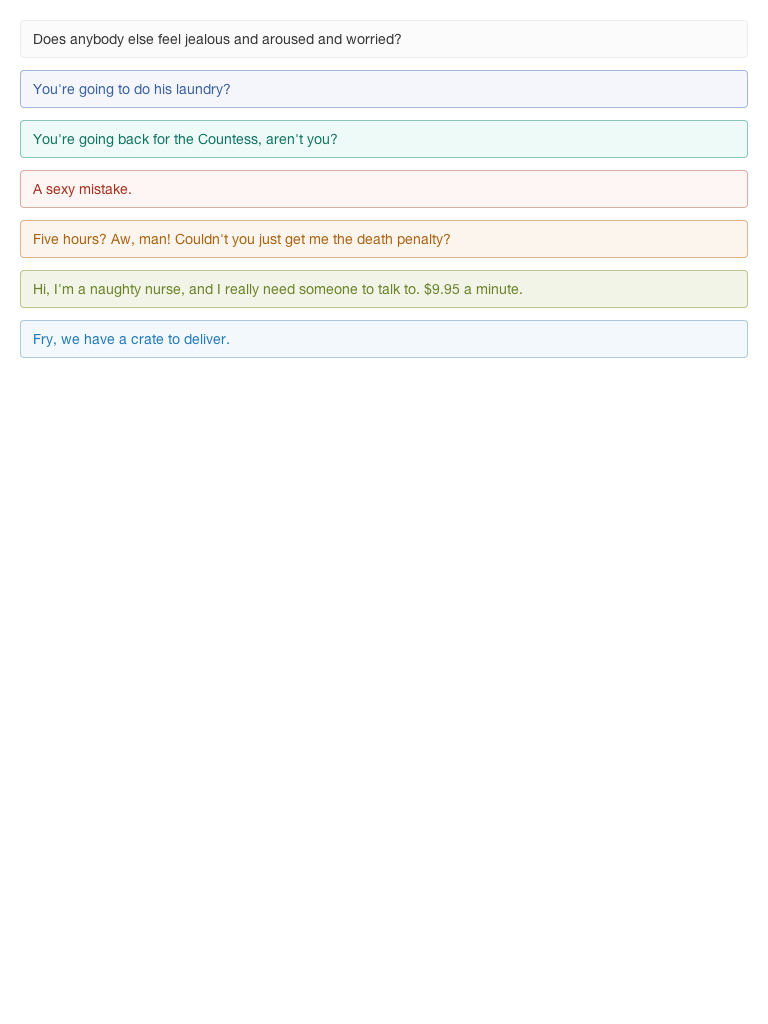 Does anybody else feel jealous and aroused and worried?
You're going to do his laundry?
You're going back for the Countess, aren't you?
A sexy mistake.
Five hours? Aw, man! Couldn't you just get me the death penalty?
Hi, I'm a naughty nurse, and I really need someone to talk to. $9.95 a minute.
Fry, we have a crate to deliver.